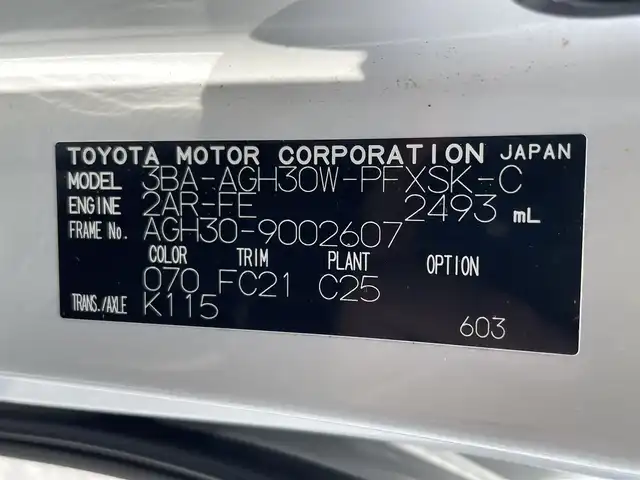 TOYOTA MOTOR CORPORATION JAPAN
MODEL 3BA-AGH30W-PFXSK-C
ENGINE 2AR-FE 2493 mL
FRAME No. AGH30-9002607
COLOR TRIM PLANT OPTION
070 FC21 C25
TRANS./AXLE K115
603